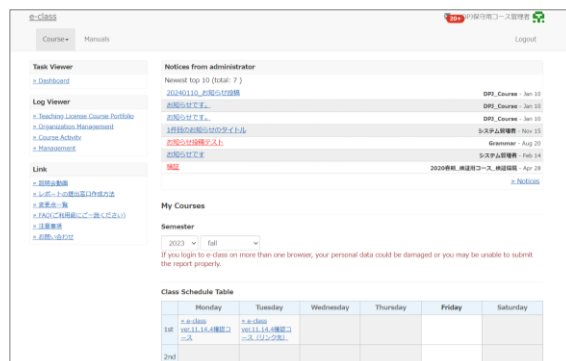 e-class
20+
保守用コース管理者
Course
Manuals
Logout
Task Viewer
» Dashboard
Log Viewer
» Teaching License Course Portfolio
» Organization Management
» Course Activity
» Management
Link
» 説明会動画
» レポートの提出窓口作成方法
» 変更点一覧
» FAQ(ご利用前にご一読ください)
» 注意事項
» お問い合わせ
Notices from administrator
Newest top 10 (total: 7 )
20240110_お知らせ投稿 DPJ_Course - Jan 10
お知らせです。 DPJ_Course - Jan 10
お知らせです。 DPJ_Course - Jan 10
1件目のお知らせのタイトル システム管理者 - Nov 15
お知らせ投稿テスト Grammar - Aug 20
お知らせです システム管理者 - Feb 14
検証 2020春期_検証用コース_検証投稿 - Apr 28
» Notices
My Courses
Semester
2023 fall
If you login to e-class on more than one browser, your personal data could be damaged or you may be unable to submit
the report properly.
Class Schedule Table
Monday Tuesday Wednesday Thursday Friday Saturday
1st
» e-class
ver.11.14.4確認コ
ース
» e-class
ver.11.14.4確認コ
ース（リンク先）
2nd